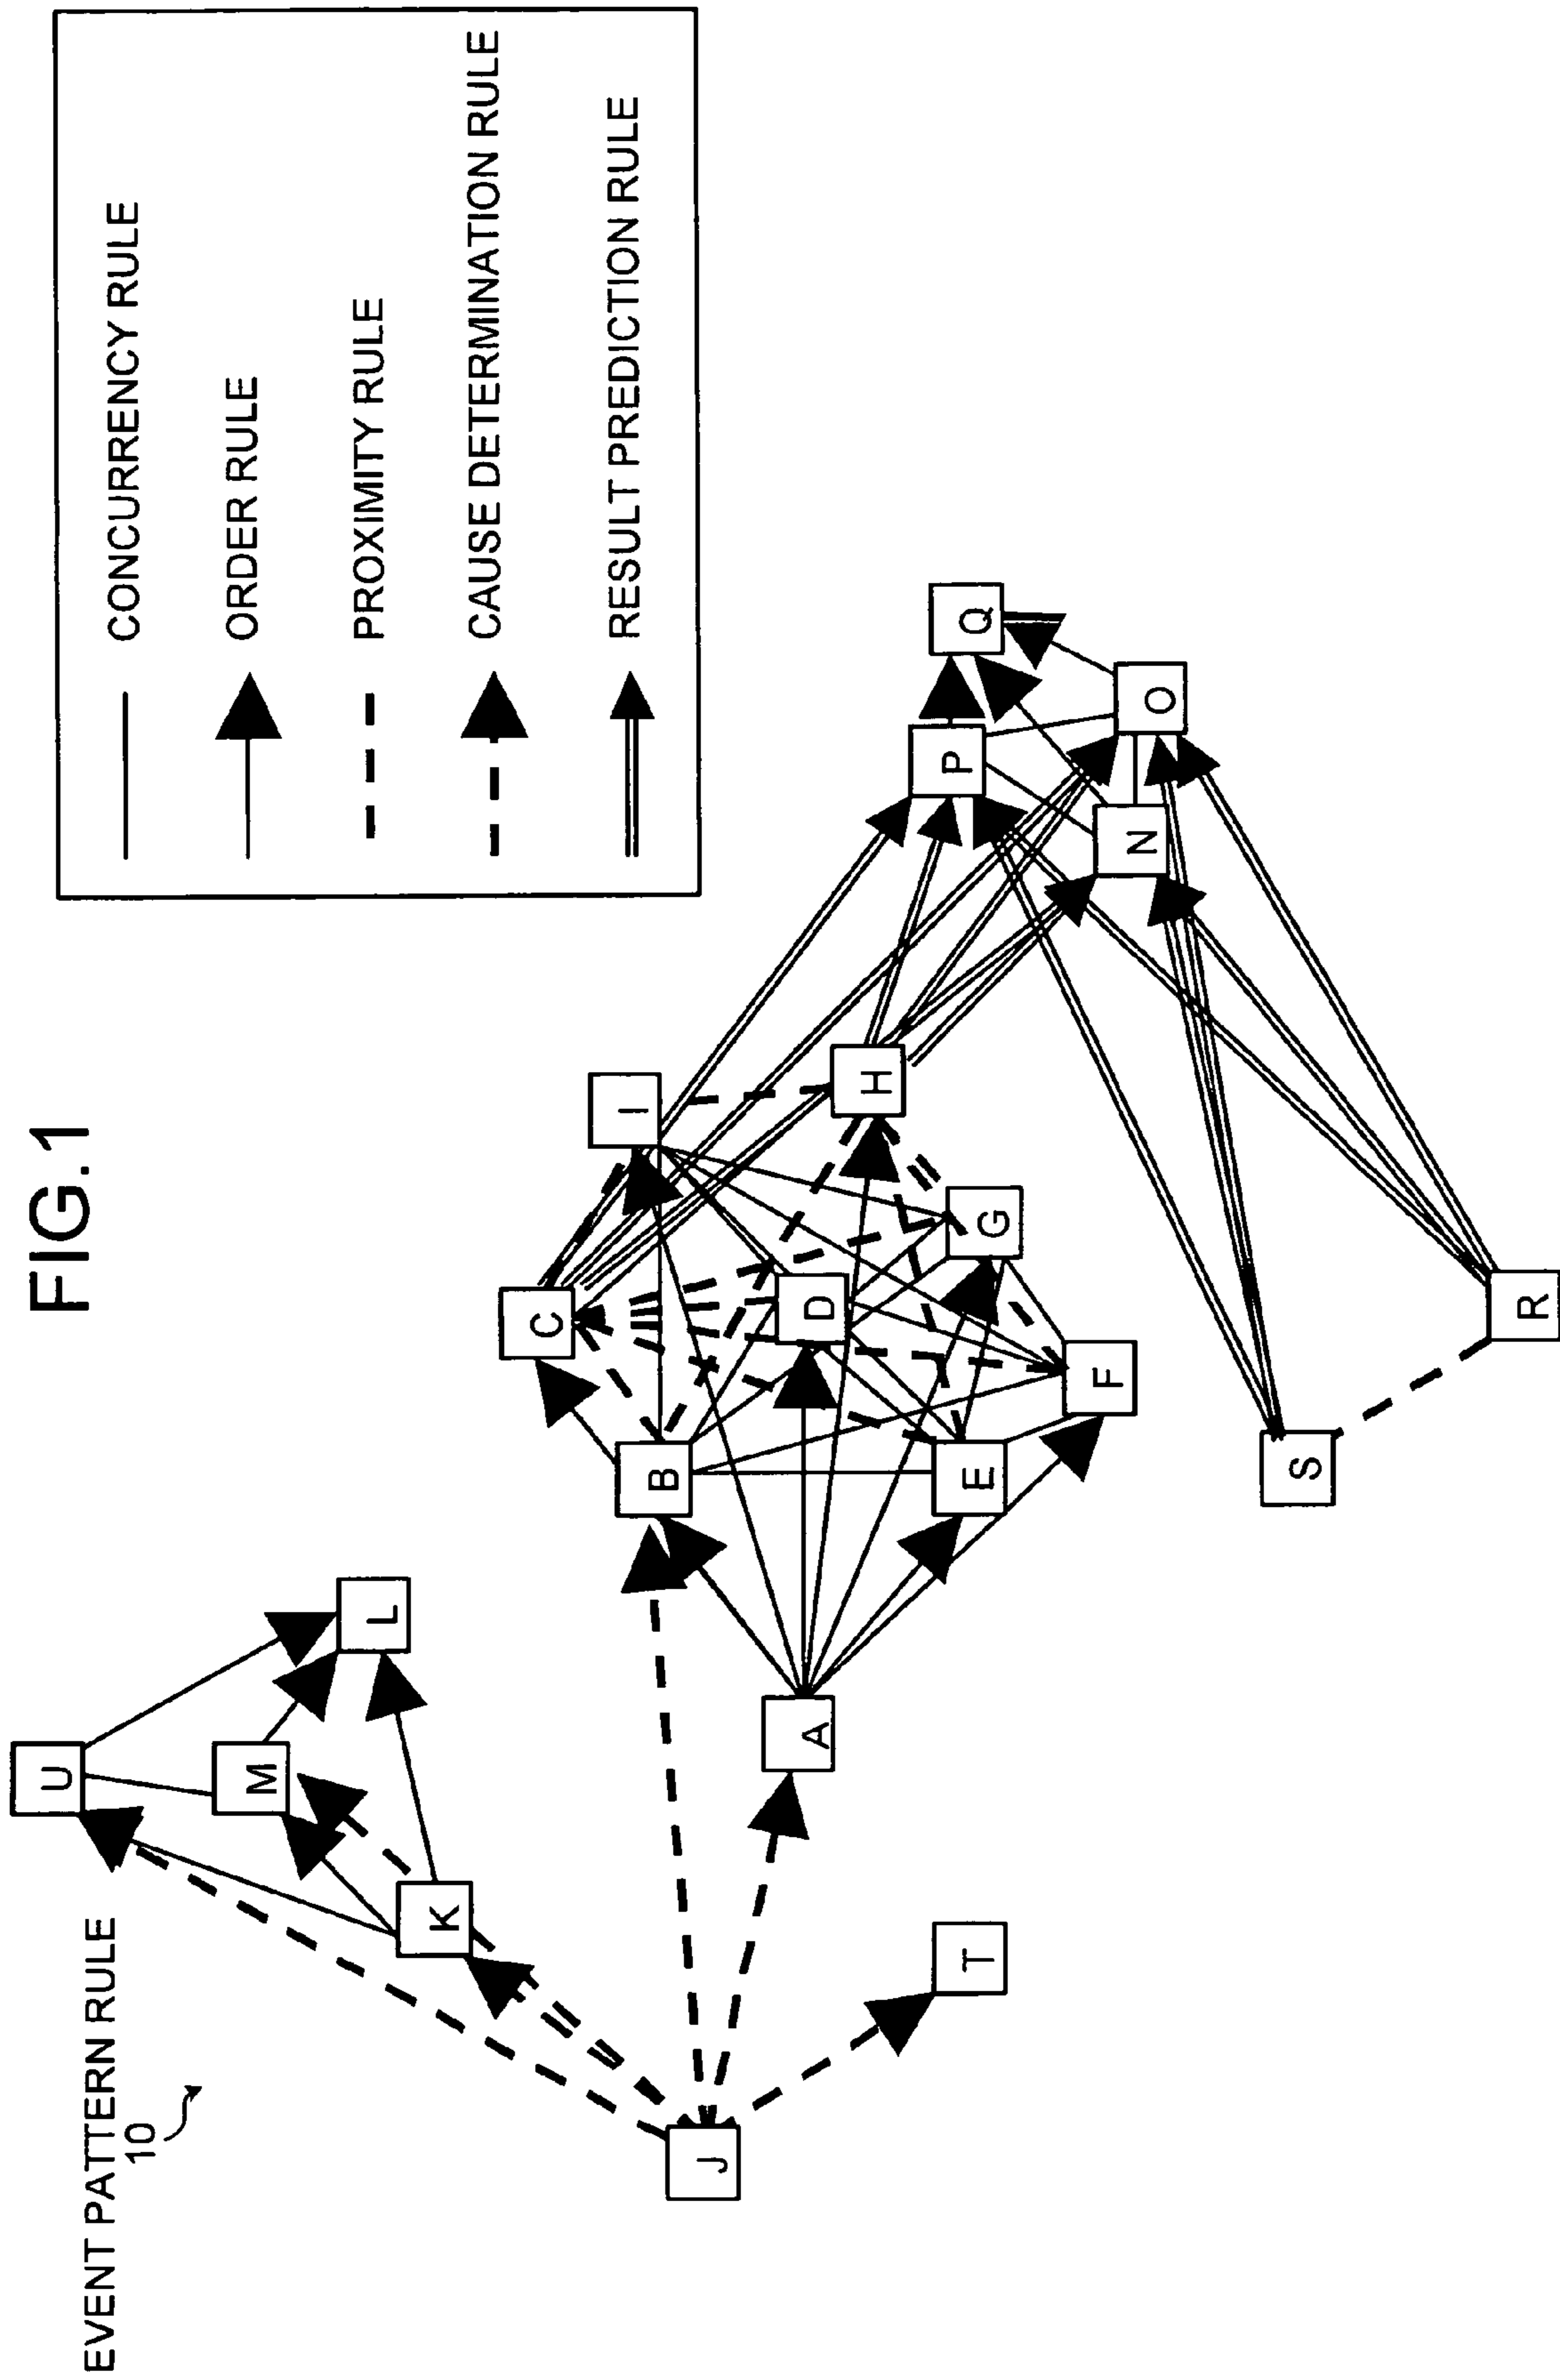 FIG.1
EVENT PATTERN RULE
10
CONCURRENCY RULE
ORDER RULE
PROXIMITY RULE
CAUSE DETERMINATION RULE
RESULT PREDICTION RULE
U
M
L
K
J
T
A
B
C
I
D
E
F
G
H
P
Q
N
O
S
R